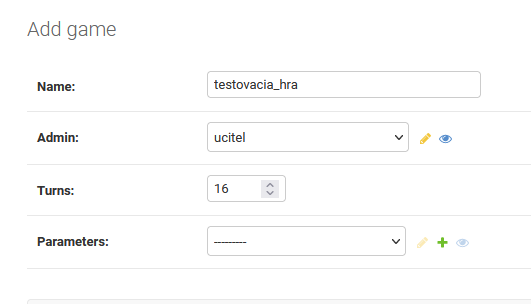 Add game
Name: testovacia_hra
Admin: ucitel
Turns: 16
Parameters: ---------